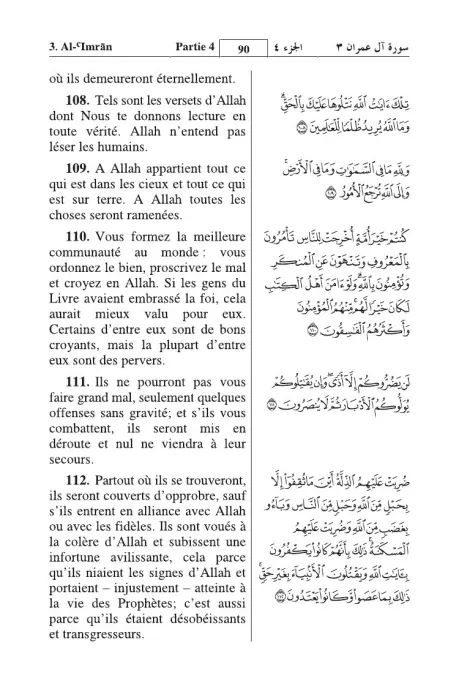 3. Al-ᶜImrān Partie 4 90 الجزء ٤ سورة آل عمران ٣
où ils demeureront éternellement.
108. Tels sont les versets d’Allah
dont Nous te donnons lecture en
toute vérité. Allah n’entend pas
léser les humains.
109. A Allah appartient tout ce
qui est dans les cieux et tout ce qui
est sur terre. A Allah toutes les
choses seront ramenées.
110. Vous formez la meilleure
communauté au monde : vous
ordonnez le bien, proscrivez le mal
et croyez en Allah. Si les gens du
Livre avaient embrassé la foi, cela
aurait mieux valu pour eux.
Certains d’entre eux sont de bons
croyants, mais la plupart d’entre
eux sont des pervers.
111. Ils ne pourront pas vous
faire grand mal, seulement quelques
offenses sans gravité; et s’ils vous
combattent, ils seront mis en
déroute et nul ne viendra à leur
secours.
112. Partout où ils se trouveront,
ils seront couverts d’opprobre, sauf
s’ils entrent en alliance avec Allah
ou avec les fidèles. Ils sont voués à
la colère d’Allah et subissent une
infortune avilissante, cela parce
qu’ils niaient les signes d’Allah et
portaient – injustement – atteinte à
la vie des Prophètes; c’est aussi
parce qu’ils étaient désobéissants
et transgresseurs.
تِلْكَ ءَايَٰتُ ٱللَّهِ نَتْلُوهَا عَلَيْكَ بِٱلْحَقِّ ۗ
وَمَا ٱللَّهُ يُرِيدُ ظُلْمًا لِّلْعَٰلَمِينَ ١٠٨
وَلِلَّهِ مَا فِى ٱلسَّمَٰوَٰتِ وَمَا فِى ٱلْأَرْضِ ۚ
وَإِلَى ٱللَّهِ تُرْجَعُ ٱلْأُمُورُ ١٠٩
كُنتُمْ خَيْرَ أُمَّةٍ أُخْرِجَتْ لِلنَّاسِ تَأْمُرُونَ
بِٱلْمَعْرُوفِ وَتَنْهَوْنَ عَنِ ٱلْمُنكَرِ
وَتُؤْمِنُونَ بِٱللَّهِ ۗ وَلَوْ ءَامَنَ أَهْلُ ٱلْكِتَٰبِ
لَكَانَ خَيْرًا لَّهُم ۚ مِّنْهُمُ ٱلْمُؤْمِنُونَ
وَأَكْثَرُهُمُ ٱلْفَٰسِقُونَ ١١٠
لَن يَضُرُّوكُمْ إِلَّآ أَذًى ۖ وَإِن يُقَٰتِلُوكُمْ
يُوَلُّوكُمُ ٱلْأَدْبَارَ ثُمَّ لَا يُنصَرُونَ ١١١
ضُرِبَتْ عَلَيْهِمُ ٱلذِّلَّةُ أَيْنَ مَا ثُقِفُوٓا۟ إِلَّا
بِحَبْلٍ مِّنَ ٱللَّهِ وَحَبْلٍ مِّنَ ٱلنَّاسِ وَبَآءُو
بِغَضَبٍ مِّنَ ٱللَّهِ وَضُرِبَتْ عَلَيْهِمُ
ٱلْمَسْكَنَةُ ۚ ذَٰلِكَ بِأَنَّهُمْ كَانُوا۟ يَكْفُرُونَ
بِـَٔايَٰتِ ٱللَّهِ وَيَقْتُلُونَ ٱلْأَنۢبِيَآءَ بِغَيْرِ حَقٍّ ۚ
ذَٰلِكَ بِمَا عَصَوا۟ وَّكَانُوا۟ يَعْتَدُونَ ١١٢